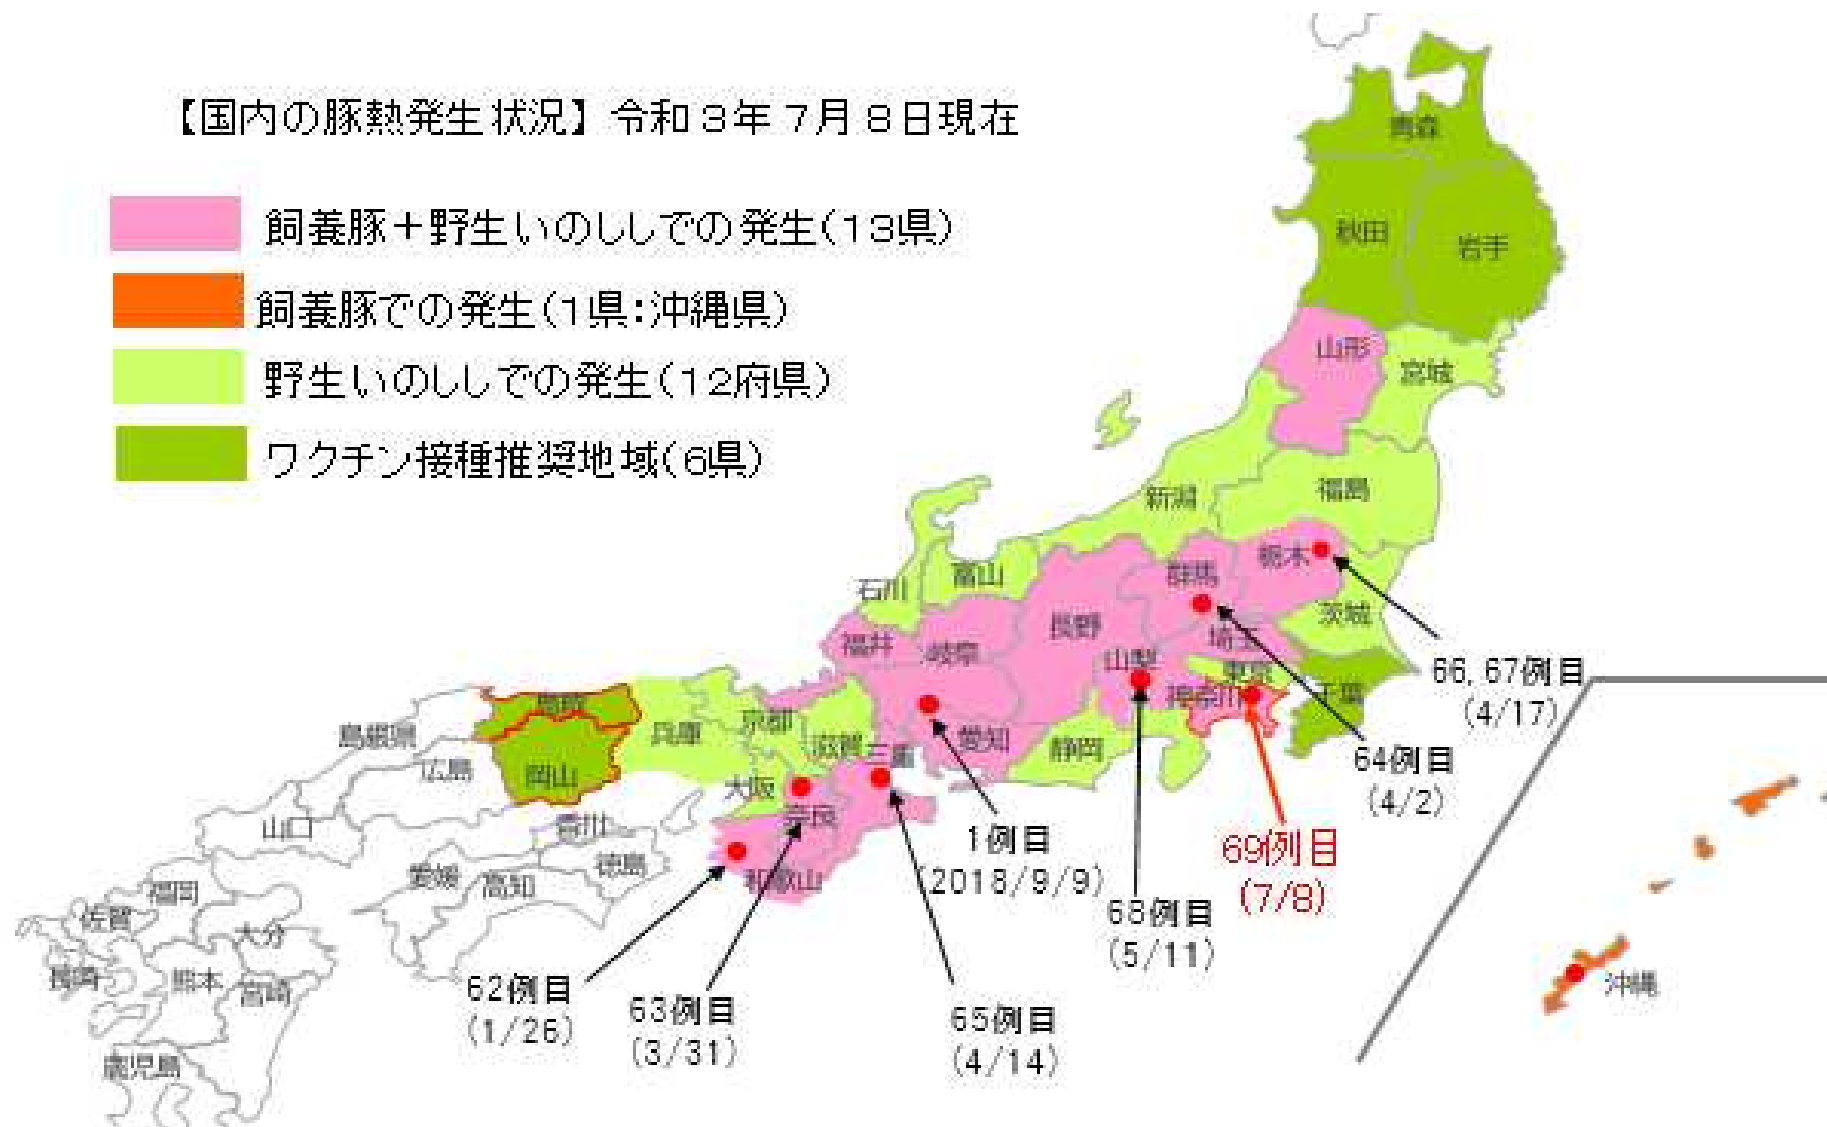 【国内の豚熱発生状況】令和３年７月８日現在
飼養豚＋野生いのししでの発生(13県)
飼養豚での発生(1県:沖縄県)
野生いのししでの発生(12府県)
ワクチン接種推奨地域(6県)
青森
秋田
岩手
山形
宮城
新潟
福島
栃木
群馬
富山
石川
茨城
長野
埼玉
福井
岐阜
山梨
東京
神奈川
千葉
66, 67例目
(4/17)
鳥取
京都
兵庫
滋賀
三重
愛知
静岡
島根県
広島
岡山
大阪
64例目
(4/2)
奈良
山口
香川
1例目
(2018/9/9)
69例目
(7/8)
徳島
愛媛
高知
和歌山
福岡
佐賀
68例目
(5/11)
大分
長崎
熊本
宮崎
沖縄
62例目
(1/26)
63例目
(3/31)
65例目
(4/14)
鹿児島